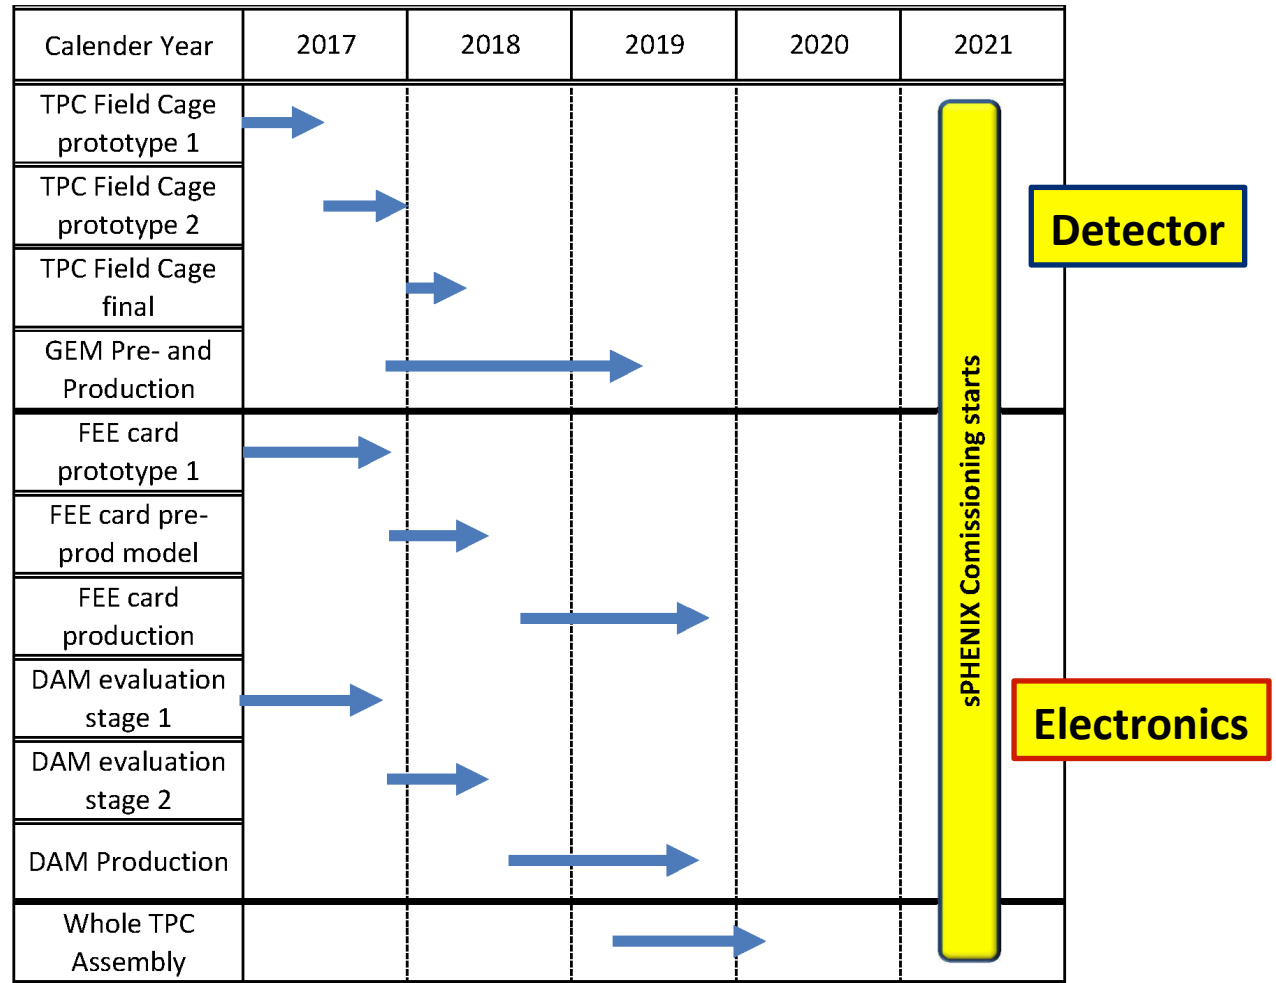 Calender Year 2017 2018 2019 2020 2021
TPC Field Cage
prototype 1
TPC Field Cage
prototype 2
TPC Field Cage
final
GEM Pre- and
Production
FEE card
prototype 1
FEE card pre-
prod model
FEE card
production
DAM evaluation
stage 1
DAM evaluation
stage 2
DAM Production
Whole TPC
Assembly
sPHENIX Comissioning starts
Detector
Electronics